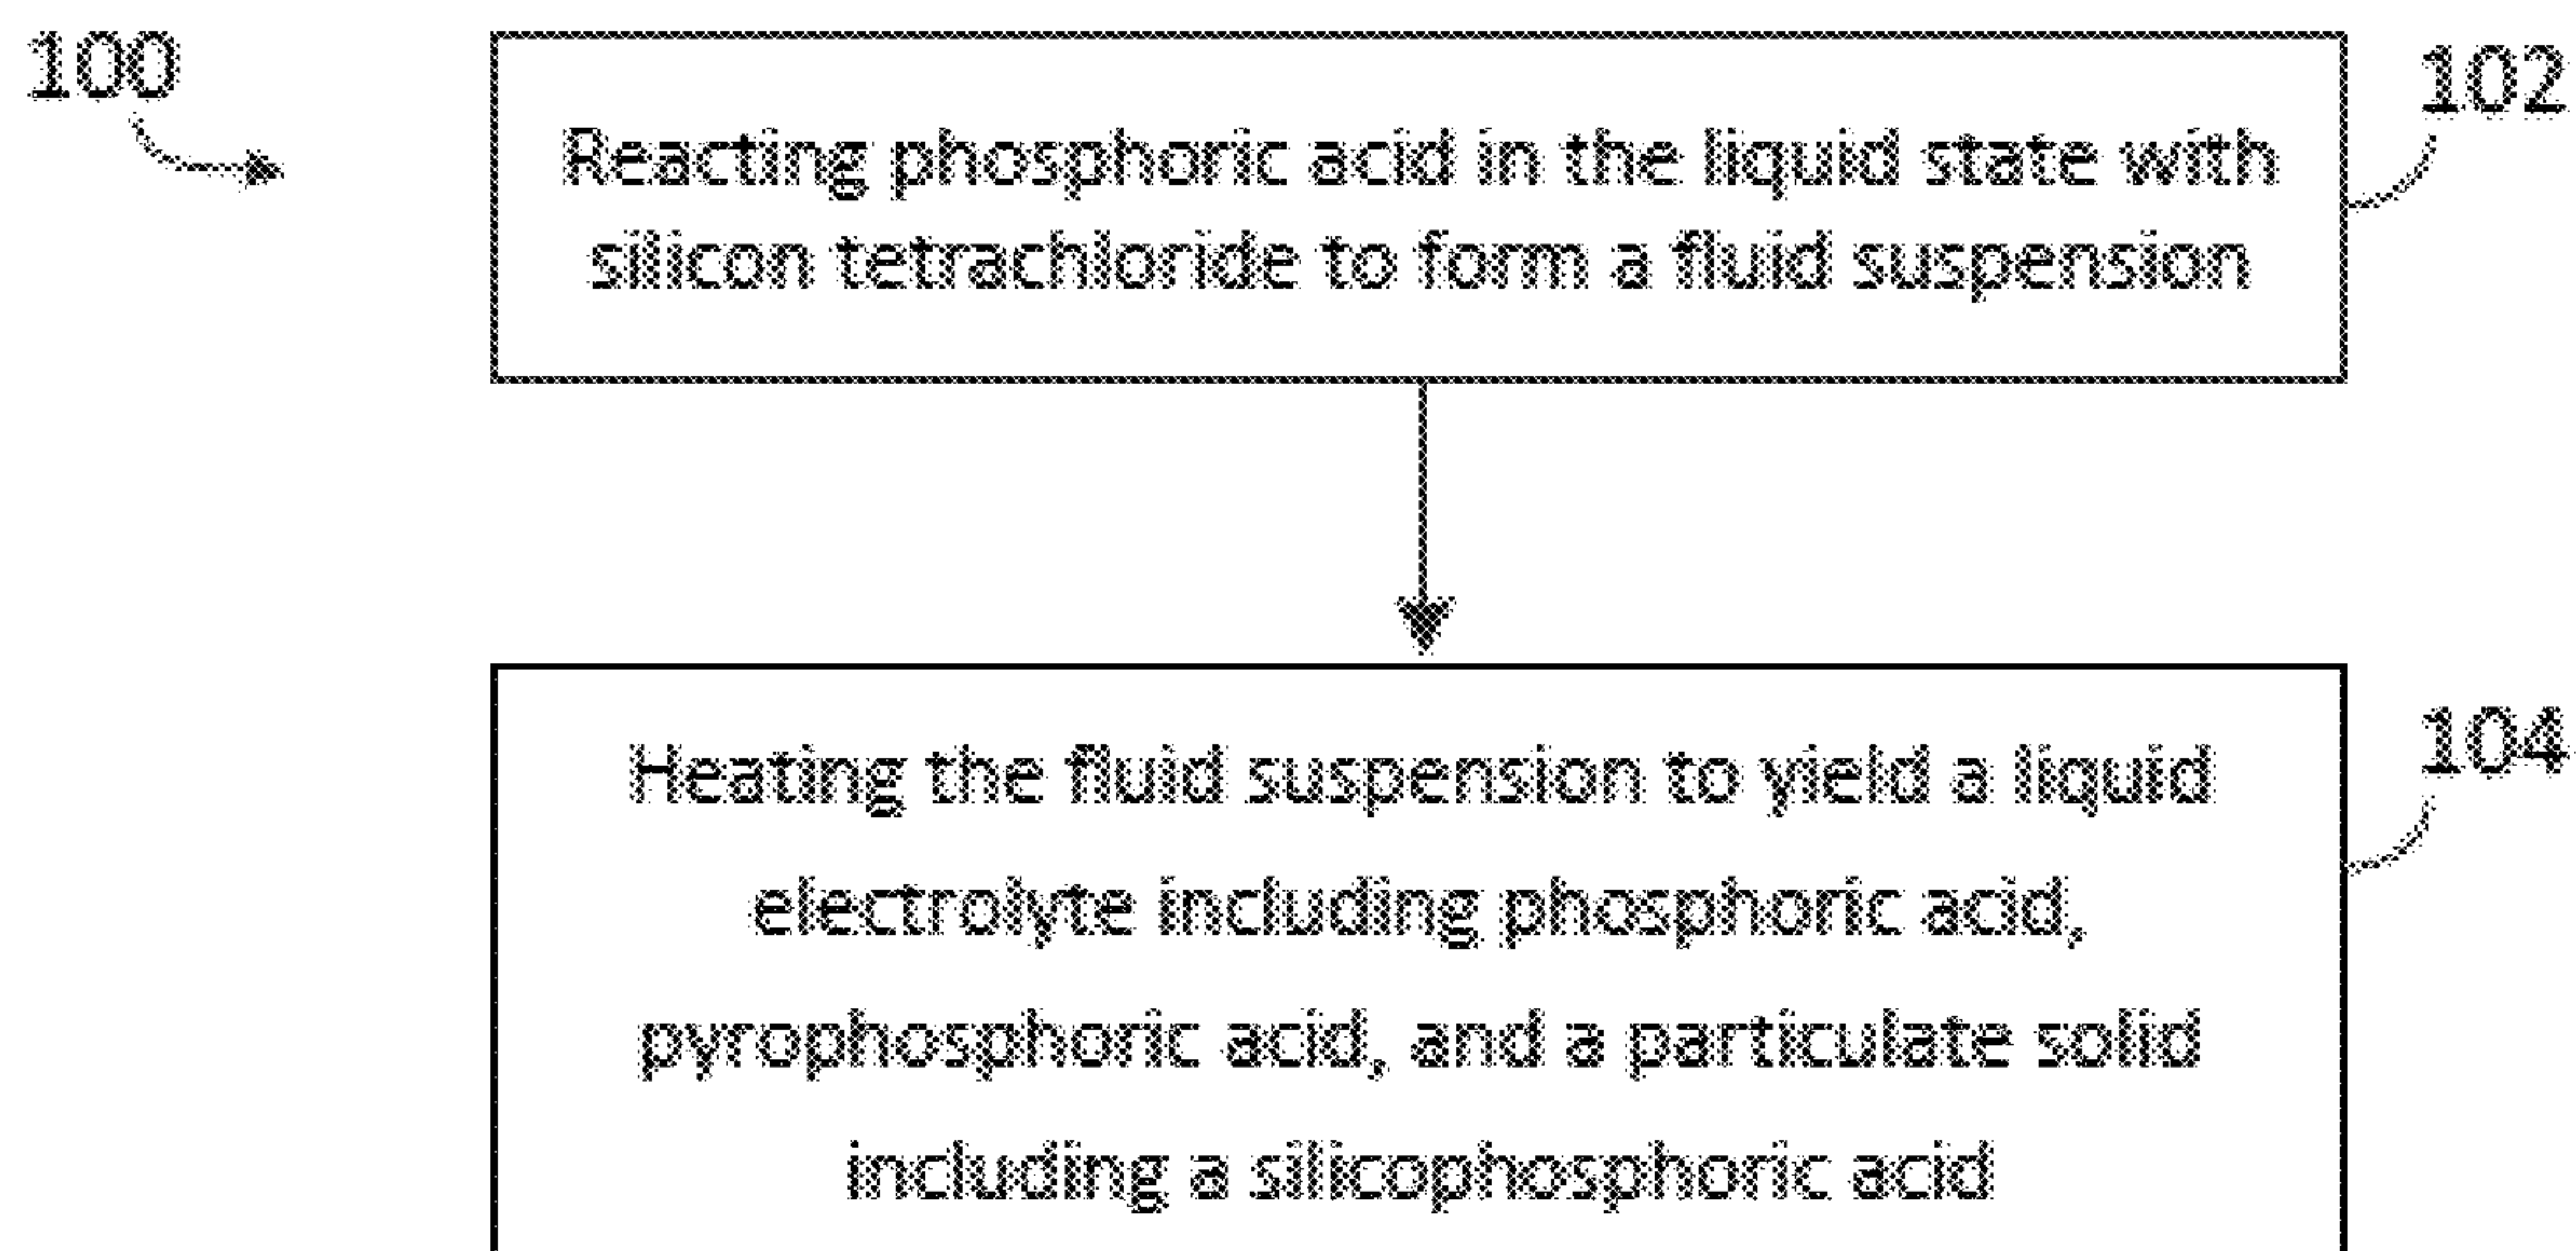 100
102
Reacting phosphoric acid in the liquid state with
silicon tetrachloride to form a fluid suspension
104
Heating the fluid suspension to yield a liquid
electrolyte including phosphoric acid,
pyrophosphoric acid, and a particulate solid
including a silicophosphoric acid